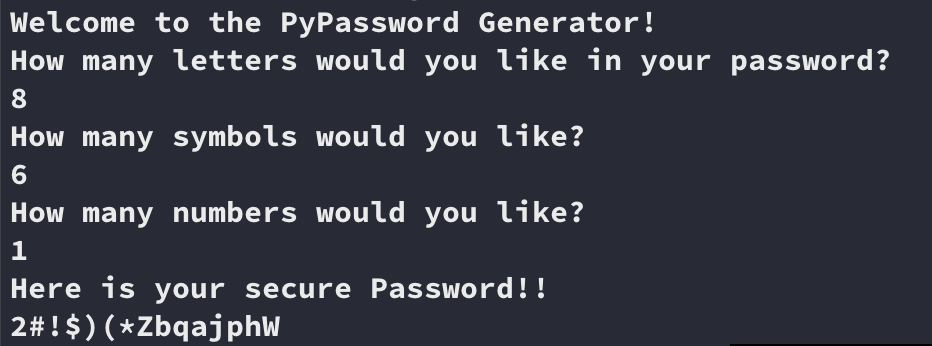 Welcome to the PyPassword Generator!
How many letters would you like in your password?
8
How many symbols would you like?
6
How many numbers would you like?
1
Here is your secure Password!!
2#!$)(*ZbqajphW